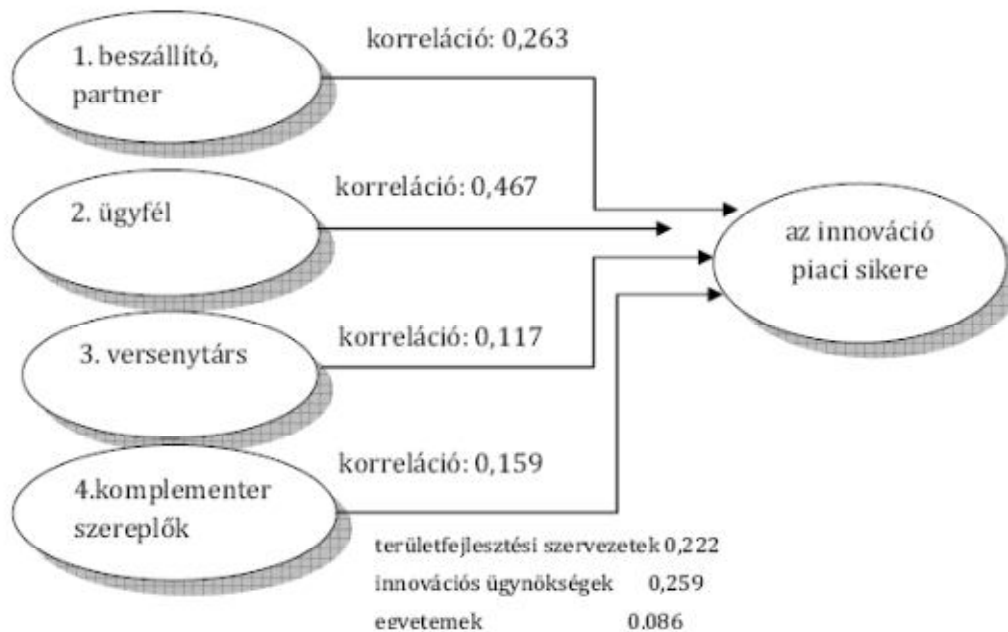 1. beszállító,
partner
korreláció: 0,263
2. ügyfél
korreláció: 0,467
az innováció
piaci sikere
3. versenytárs
korreláció: 0,117
4.komplementer
szereplők
korreláció: 0,159
területfejlesztési szervezetek 0,222
innovációs ügynökségek 0,259
egyetemek 0,086